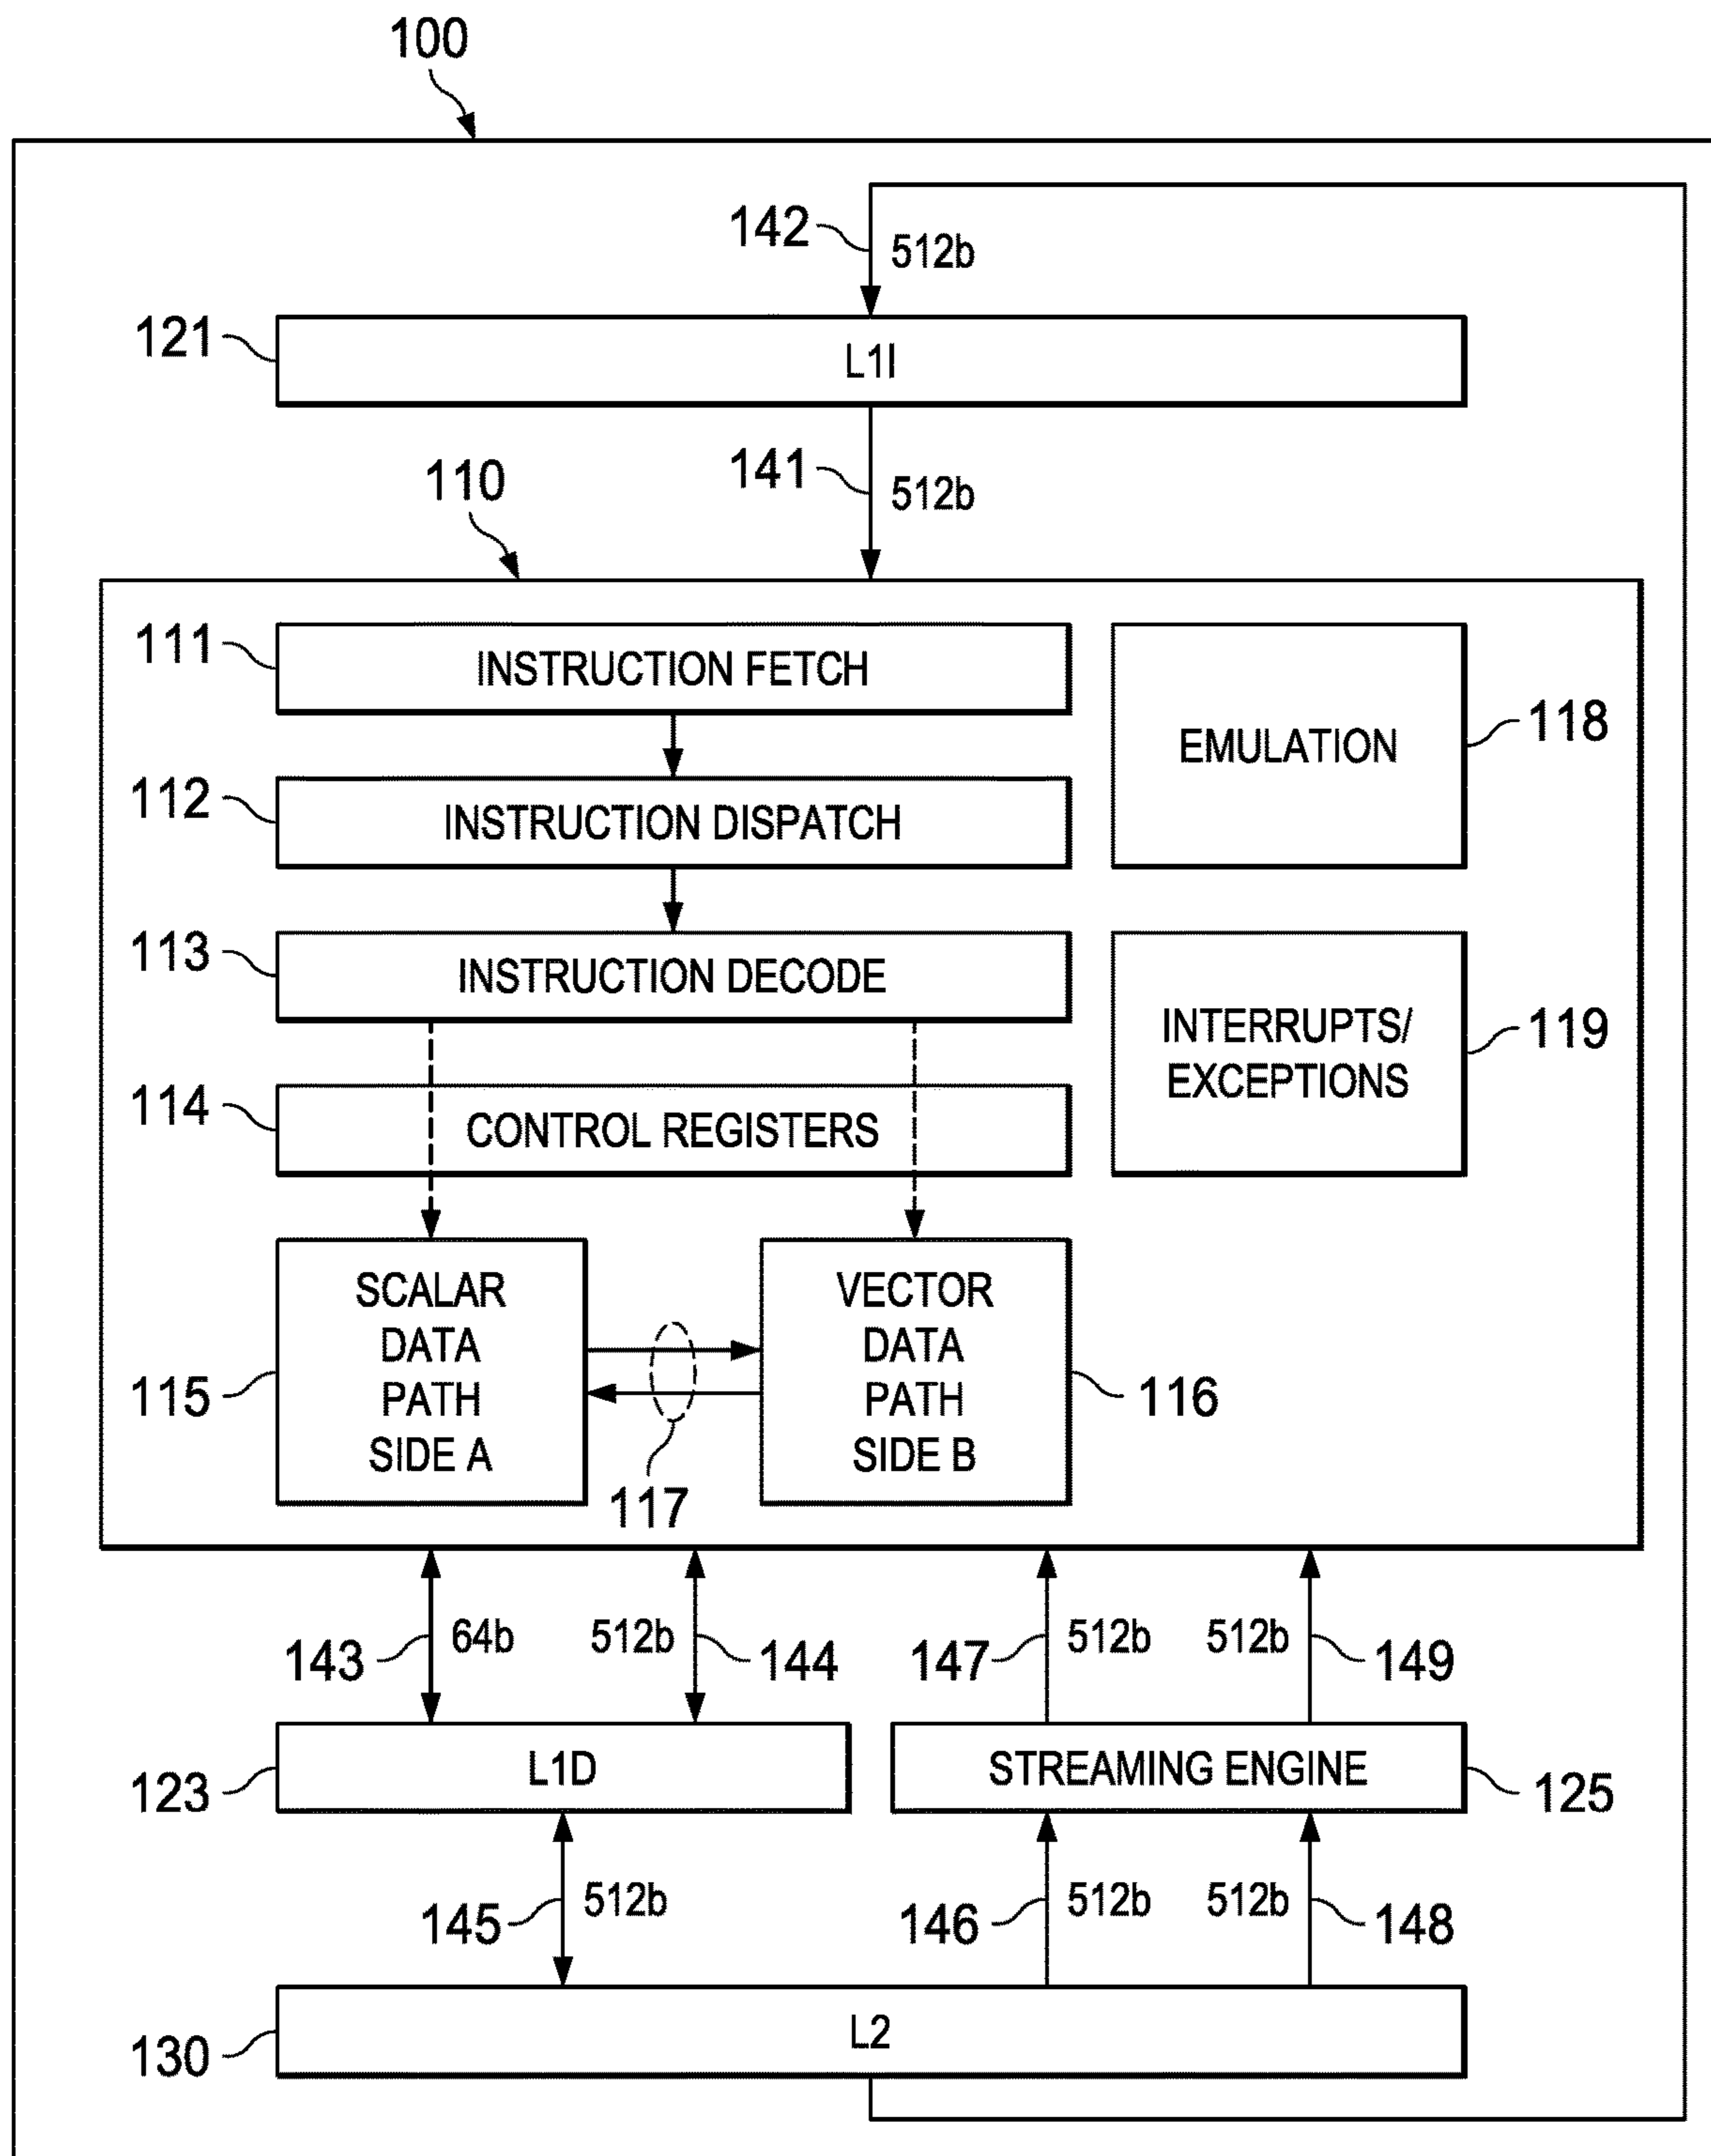 100
142
512b
121
L1I
141
512b
110
111
INSTRUCTION FETCH
EMULATION
118
112
INSTRUCTION DISPATCH
113
INSTRUCTION DECODE
INTERRUPTS/
EXCEPTIONS
119
114
CONTROL REGISTERS
115
SCALAR
DATA
PATH
SIDE A
117
VECTOR
DATA
PATH
SIDE B
116
143
64b
512b
144
147
512b
512b
149
123
L1D
STREAMING ENGINE
125
145
512b
146
512b
512b
148
130
L2